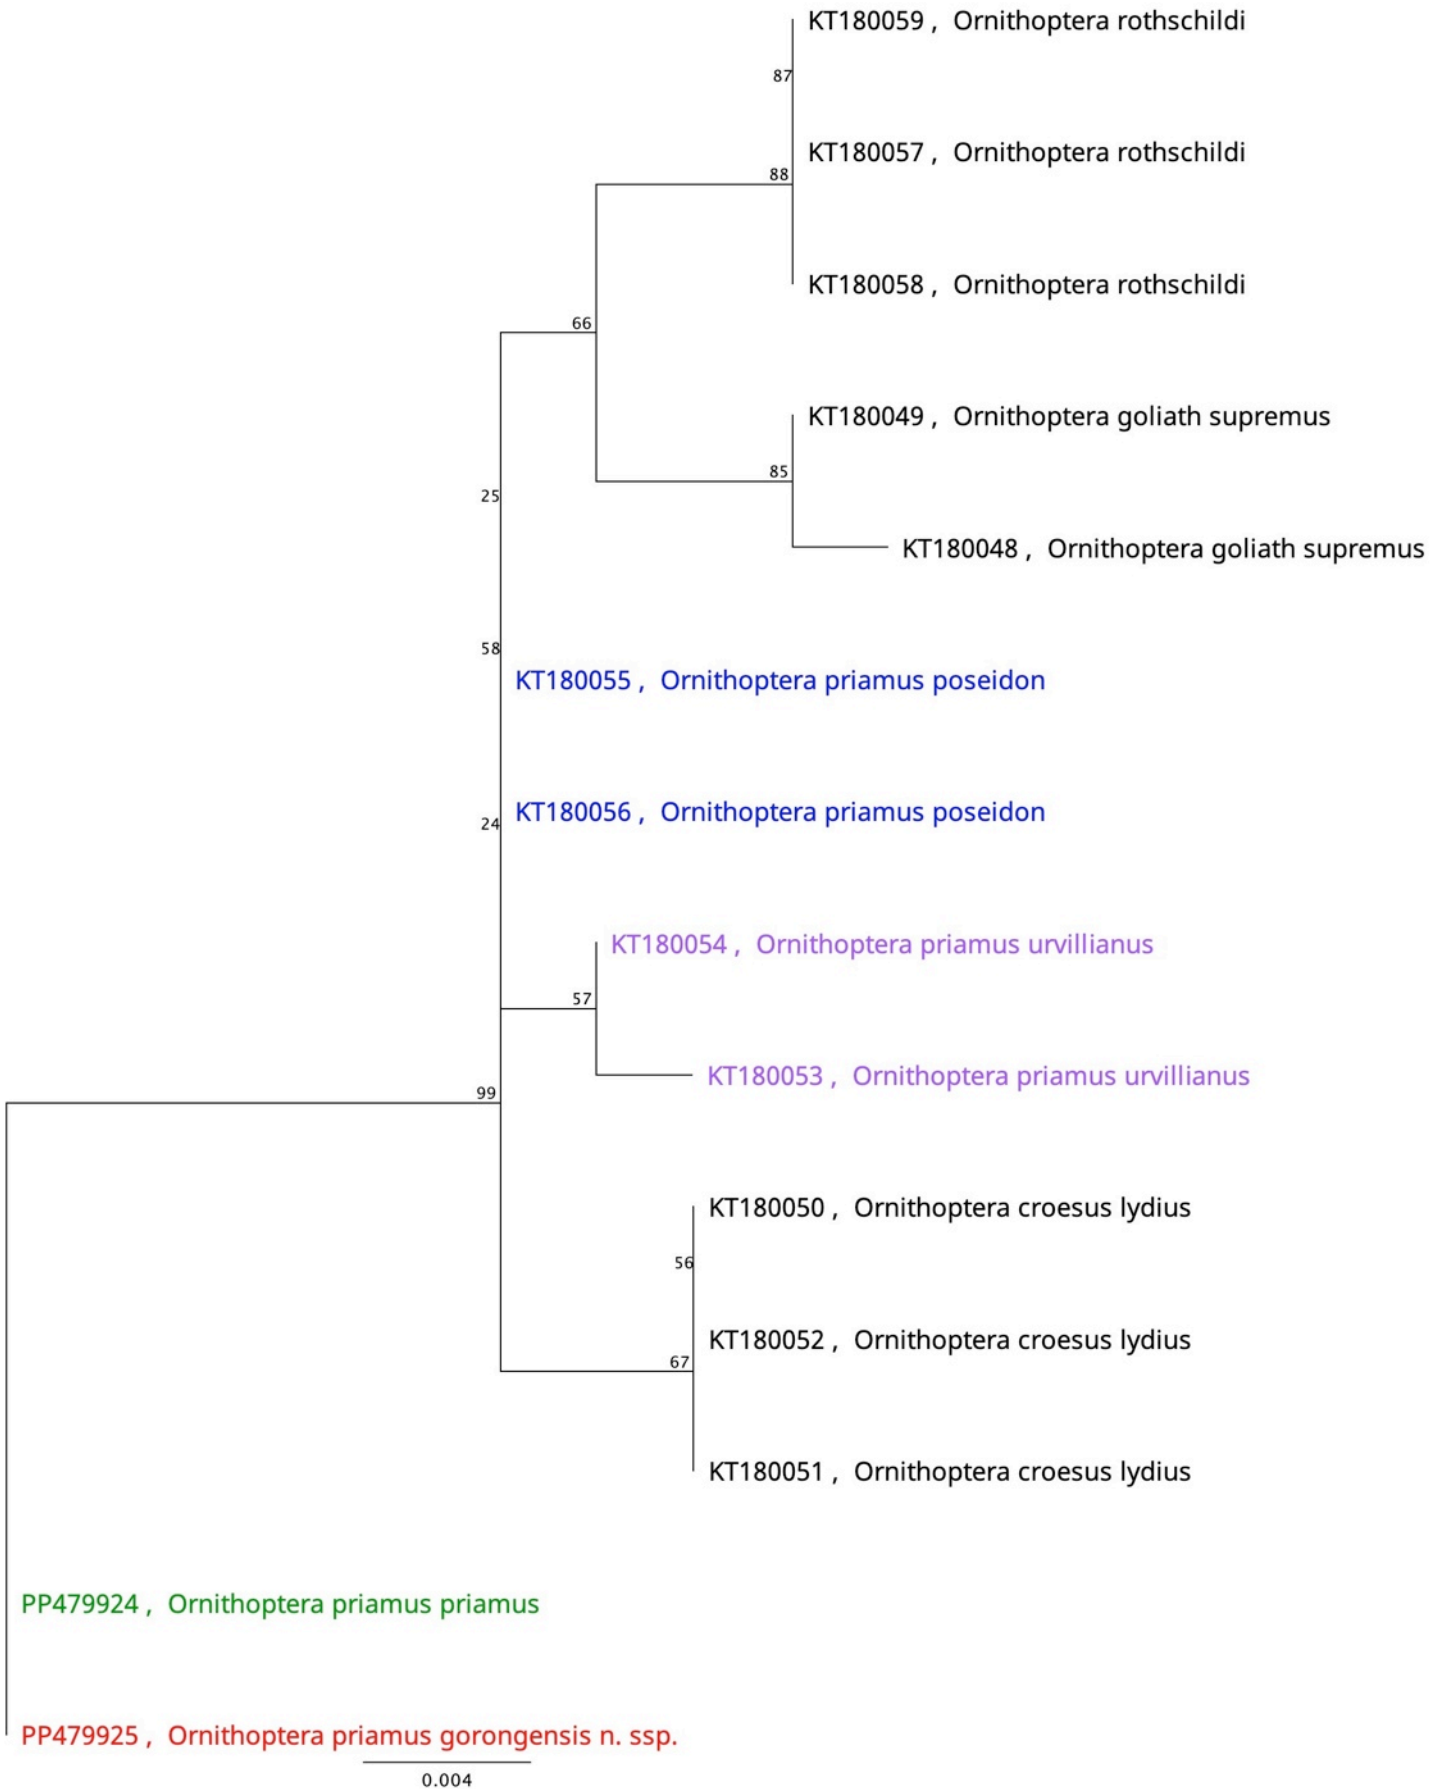 KT180059 , Ornithoptera rothschildi
87
KT180057 , Ornithoptera rothschildi
88
KT180058 , Ornithoptera rothschildi
66
KT180049 , Ornithoptera goliath supremus
85
25
KT180048 , Ornithoptera goliath supremus
58
KT180055 , Ornithoptera priamus poseidon
KT180056 , Ornithoptera priamus poseidon
24
KT180054 , Ornithoptera priamus urvillianus
57
KT180053 , Ornithoptera priamus urvillianus
99
KT180050 , Ornithoptera croesus lydius
56
KT180052 , Ornithoptera croesus lydius
67
KT180051 , Ornithoptera croesus lydius
PP479924 , Ornithoptera priamus priamus
PP479925 , Ornithoptera priamus gorongensis n. ssp.
0.004